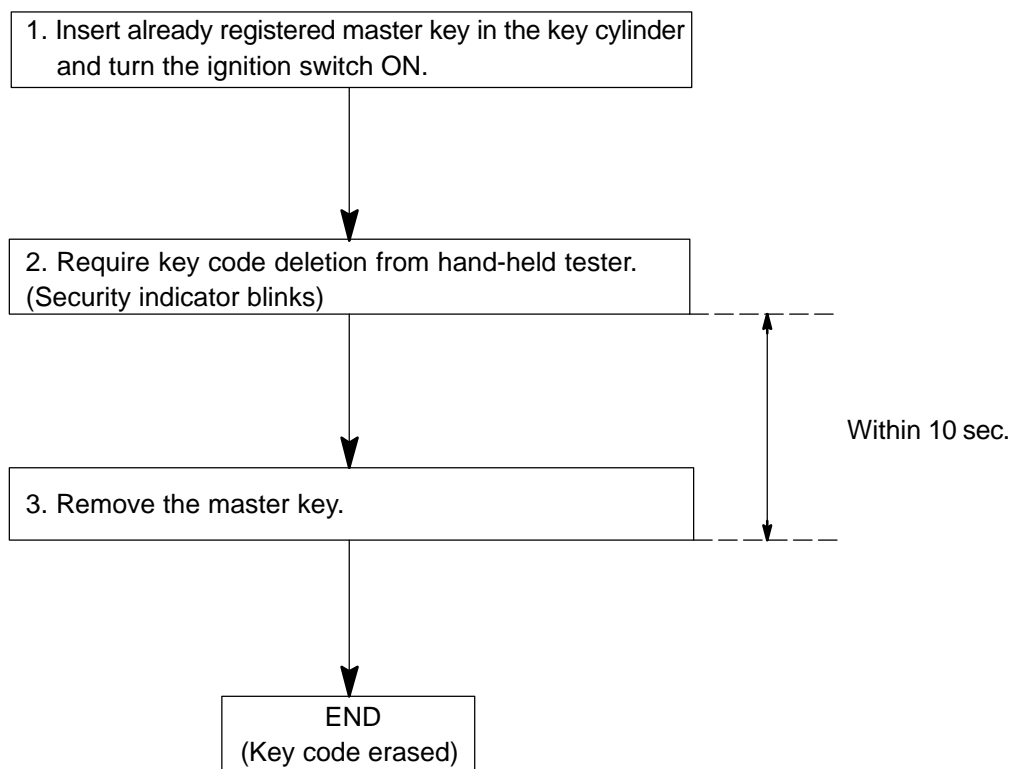 1. Insert already registered master key in the key cylinder
and turn the ignition switch ON.
2. Require key code deletion from hand-held tester.
(Security indicator blinks)
Within 10 sec.
3. Remove the master key.
END
(Key code erased)